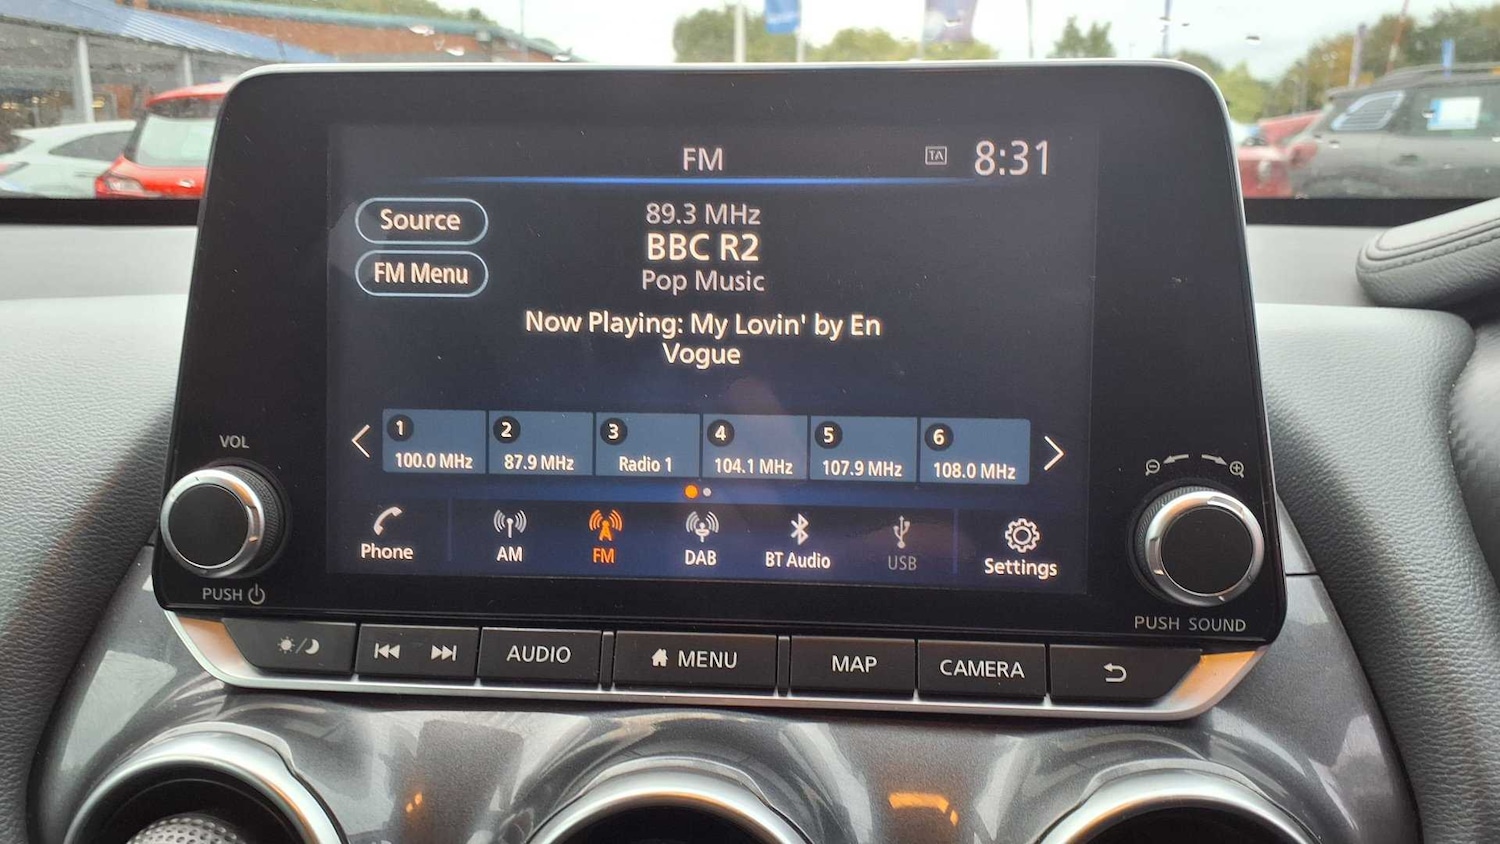 FM
TA
8:31
Source
FM Menu
89.3 MHz
BBC R2
Pop Music
Now Playing: My Lovin' by En
Vogue
1
100.0 MHz
2
87.9 MHz
3
Radio 1
4
104.1 MHz
5
107.9 MHz
6
108.0 MHz
Phone
AM
FM
DAB
BT Audio
USB
Settings
VOL
PUSH
PUSH SOUND
AUDIO
MENU
MAP
CAMERA